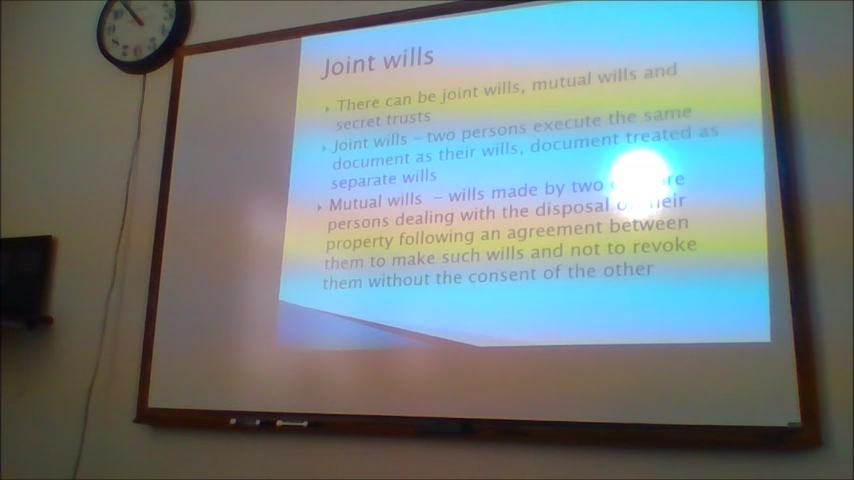 Joint wills
There can be joint wills, mutual wills and
secret trusts
Joint wills – two persons execute the same
document as their wills, document treated as
separate wills
Mutual wills – wills made by two
persons dealing with the disposal of their
property following an agreement between
them to make such wills and not to revoke
them without the consent of the other